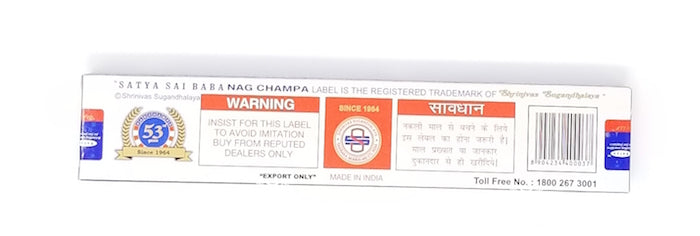 SATYA SAI BABA NAG CHAMPA LABEL IS THE REGISTERED TRADEMARK OF "Shrinivas Sugandhalaya"
©Shrinivas Sugandhalaya
53
Since 1964
WARNING
INSIST FOR THIS LABEL
TO AVOID IMITATION
BUY FROM REPUTED
DEALERS ONLY
"EXPORT ONLY"
SINCE 1964
MADE IN INDIA
सावधान
नकली माल से बचने के लिये
इस लेबल का होना जरूरी है।
माल प्रख्यात या जानकार
दुकानदार से ही खरीदिये।
8904234400037
Toll Free No. : 1800 267 3001